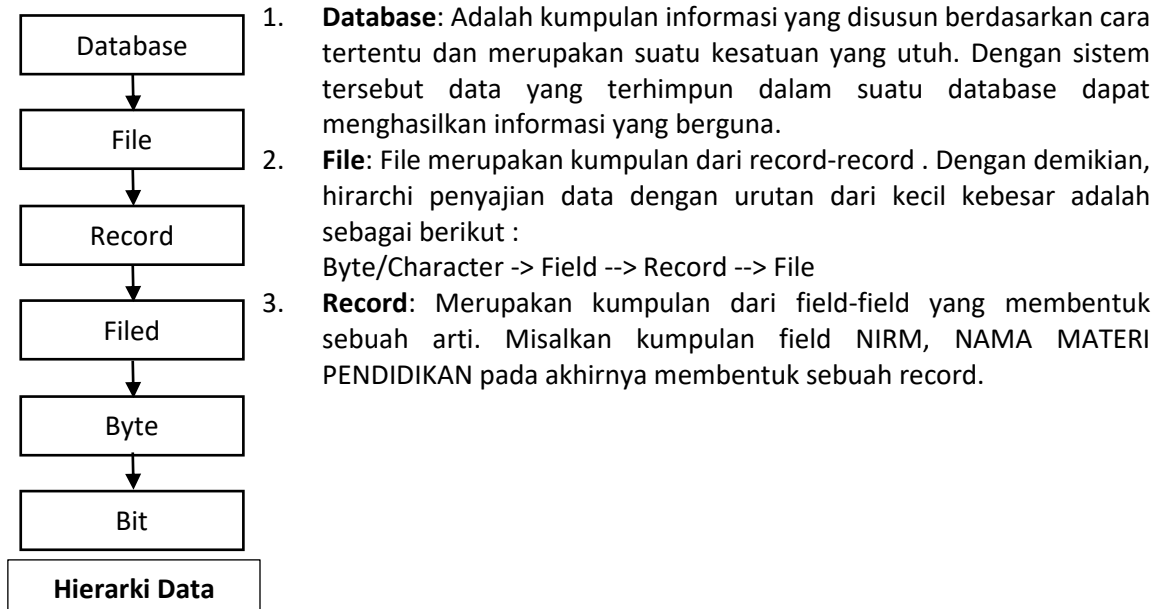 Database
File
Record
Filed
Byte
Bit
Hierarki Data
1. Database: Adalah kumpulan informasi yang disusun berdasarkan cara
tertentu dan merupakan suatu kesatuan yang utuh. Dengan sistem
tersebut data yang terhimpun dalam suatu database dapat
menghasilkan informasi yang berguna.
2. File: File merupakan kumpulan dari record-record . Dengan demikian,
hirarchi penyajian data dengan urutan dari kecil kebesar adalah
sebagai berikut :
Byte/Character -> Field --> Record --> File
3. Record: Merupakan kumpulan dari field-field yang membentuk
sebuah arti. Misalkan kumpulan field NIRM, NAMA MATERI
PENDIDIKAN pada akhirnya membentuk sebuah record.